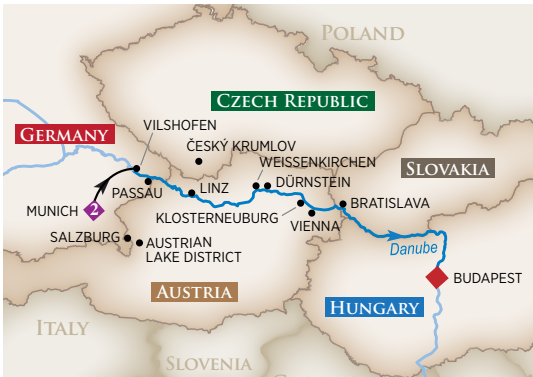 POLAND
CZECH REPUBLIC
GERMANY
VILSHOFEN
ČESKÝ KRUMLOV
WEISSENKIRCHEN
SLOVAKIA
PASSAU
LINZ
DÜRNSTEIN
MUNICH
2
KLOSTERNEUBURG
BRATISLAVA
VIENNA
SALZBURG
AUSTRIAN
LAKE DISTRICT
Danube
BUDAPEST
AUSTRIA
HUNGARY
ITALY
SLOVENIA